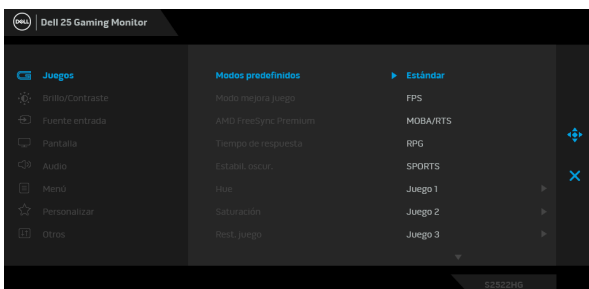 DELL Dell 25 Gaming Monitor
Juegos Modos predefinidos Estándar
Brillo/Contraste Modo mejora juego FPS
Fuente entrada AMD FreeSync Premium MOBA/RTS
Pantalla Tiempo de respuesta RPG
Audio Establt. oscur. SPORTS
Menú Hue Juego 1
Personalizar Saturación Juego 2
Otros Rest. juego Juego 3
S2522HG